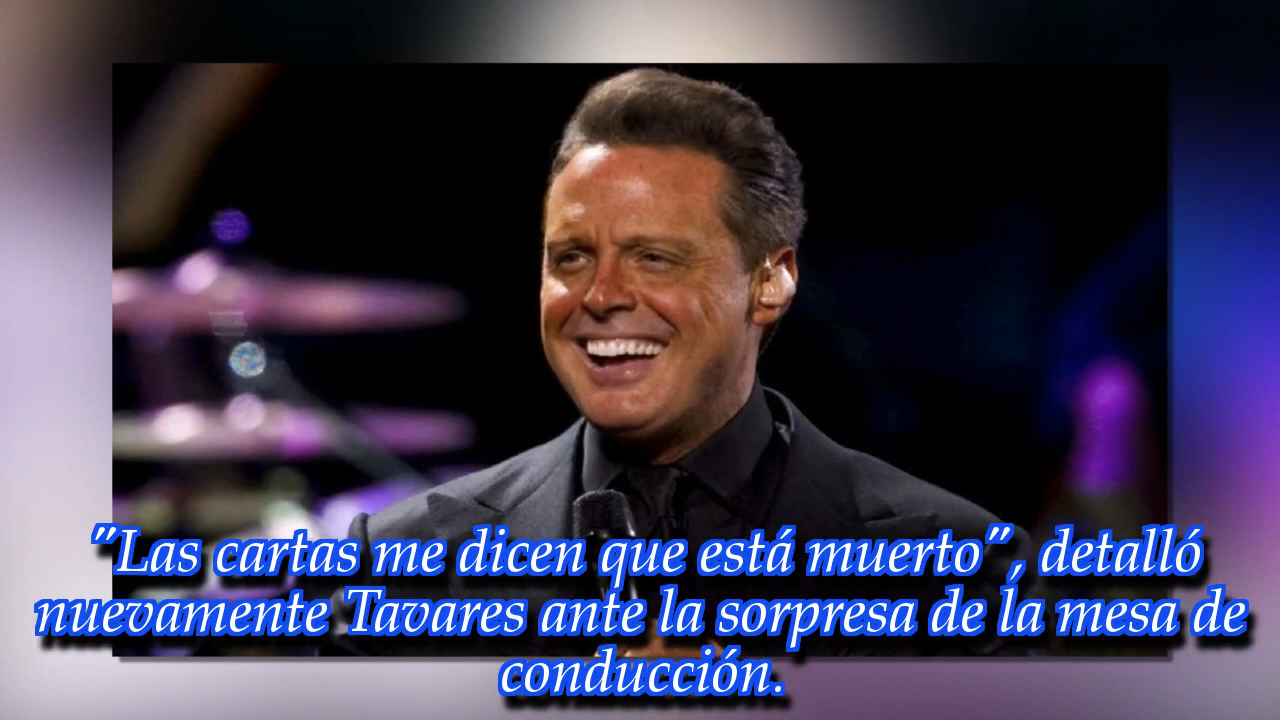 "Las cartas me dicen que está muerto", detalló
nuevamente Tavares ante la sorpresa de la mesa de
conducción.